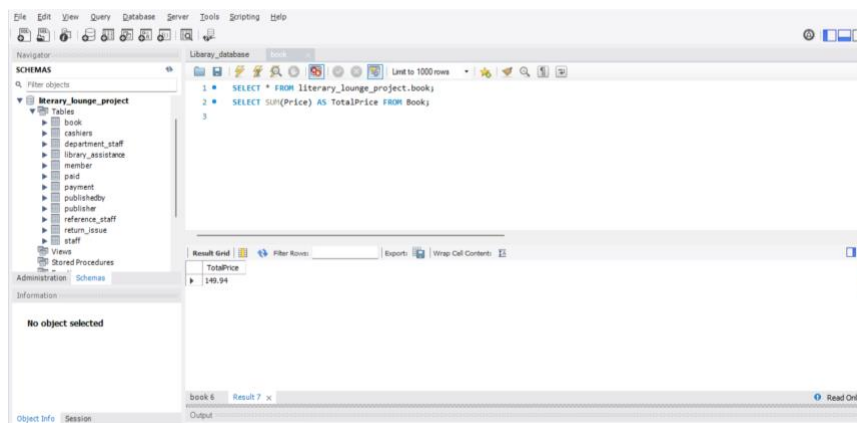 File Edit View Query Database Server Tools Scripting Help
Navigator
SCHEMAS
Filter objects
literary_lounge_project
Tables
book
cashiers
department_staff
library_assistance
member
paid
payment
publishedby
publisher
reference_staff
return_issue
staff
Views
Stored Procedures
Administration Schemas
Information
No object selected
Object Info Session
Libaray_database book
Limit to 1000 rows
1 SELECT * FROM literary_lounge_project.book;
2 SELECT SUM(Price) AS TotalPrice FROM Book;
3
Result Grid Filter Rows: Export: Wrap Cell Content:
TotalPrice
149.94
book 6 Result 7
Read Onl
Output